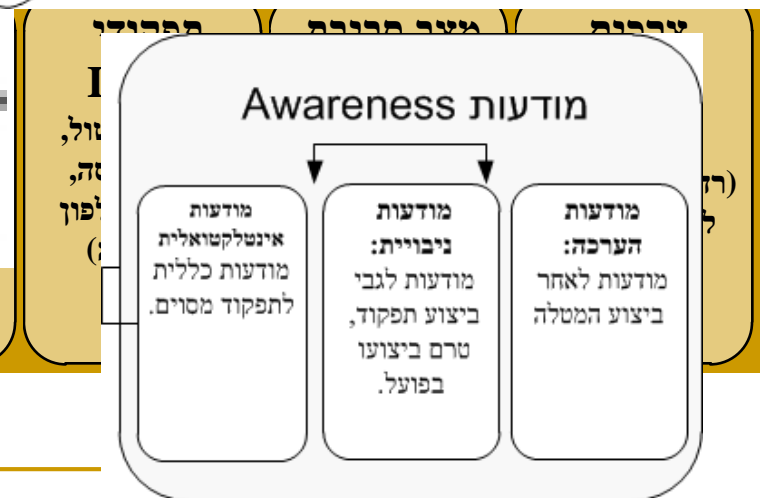 מודעות Awareness
מודעות
הערכה:
מודעות לאחר
ביצוע המטלה
מודעות
ניבויית:
מודעות לגבי
ביצוע תפקוד,
טרם ביצועו
בפועל.
מודעות
אינטלקטואלית
מודעות כללית
לתפקוד מסוים.